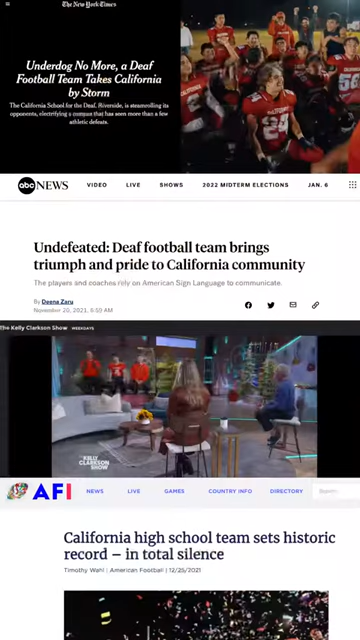 The New York Times
Underdog No More, a Deaf
Football Team Takes California
by Storm
The California School for the Deaf, Riverside, is steamrolling its
opponents, electrifying a campus that has seen more than a few
athletic defeats.
abc NEWS VIDEO LIVE SHOWS 2022 MIDTERM ELECTIONS JAN. 6
Undefeated: Deaf football team brings
triumph and pride to California community
The players and coaches rely on American Sign Language to communicate.
By Deena Zaru
November 20, 2021, 6:50 AM
The Kelly Clarkson Show WEEKDAYS
THE
KELLY
CLARKSON
SHOW
AFI NEWS LIVE GAMES COUNTRY INFO DIRECTORY Search
California high school team sets historic
record – in total silence
Timothy Wahl | American Football | 12/25/2021